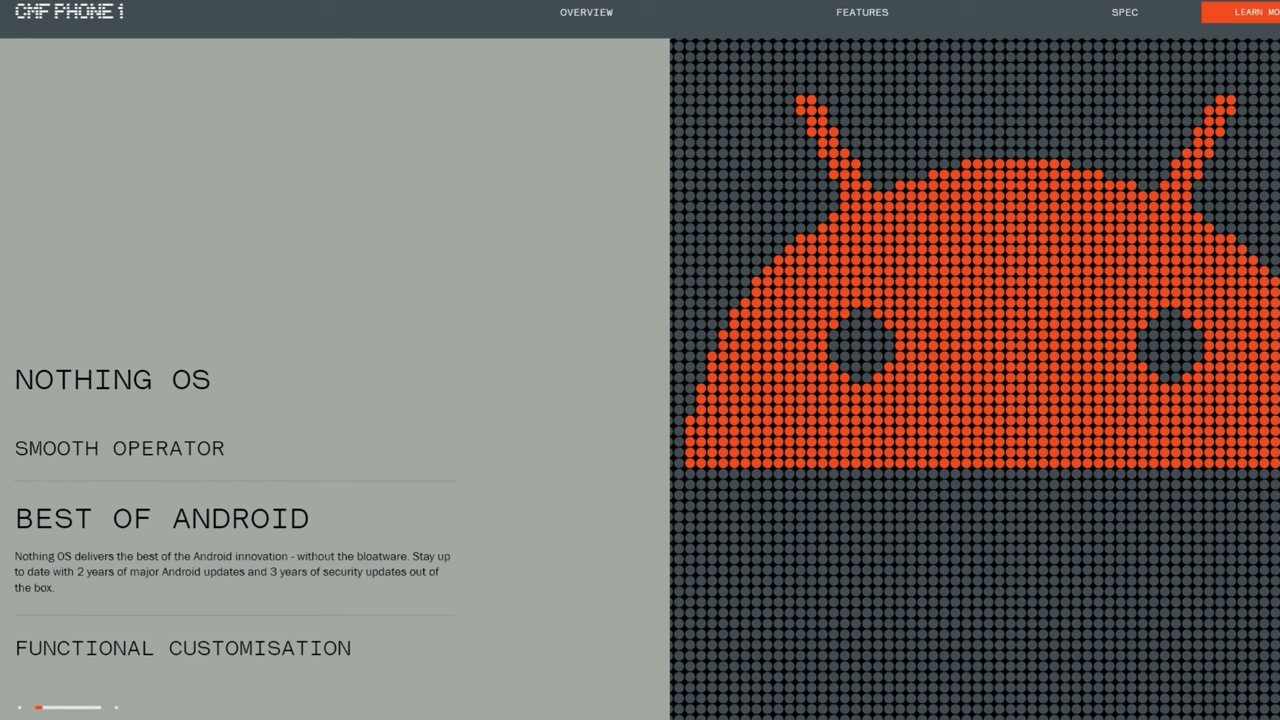 CMF PHONE 1
OVERVIEW
FEATURES
SPEC
LEARN MO
NOTHING OS
SMOOTH OPERATOR
BEST OF ANDROID
Nothing OS delivers the best of the Android innovation - without the bloatware. Stay up
to date with 2 years of major Android updates and 3 years of security updates out of
the box.
FUNCTIONAL CUSTOMISATION